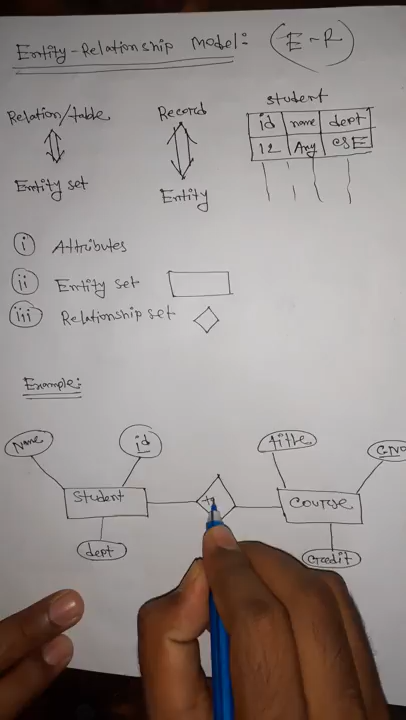 Entity-Relationship Model: (E-R)
Relation/table
Record
Entity set
Entity
student
id name dept
12 Any CSE
i Attributes
ii Entity set
iii Relationship set
Example:
Name
id
title
C.No
Student
Course
dept
Credit